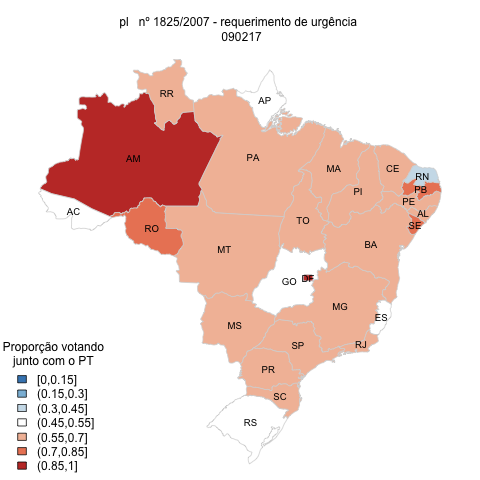 pl nº 1825/2007 - requerimento de urgência
090217
RR
AP
AM
PA
MA
CE
RN
PB
PI
PE
AL
SE
AC
RO
TO
MT
BA
GO
DF
MG
ES
MS
SP
RJ
PR
SC
RS
Proporção votando
junto com o PT
[0,0.15]
(0.15,0.3]
(0.3,0.45]
(0.45,0.55]
(0.55,0.7]
(0.7,0.85]
(0.85,1]